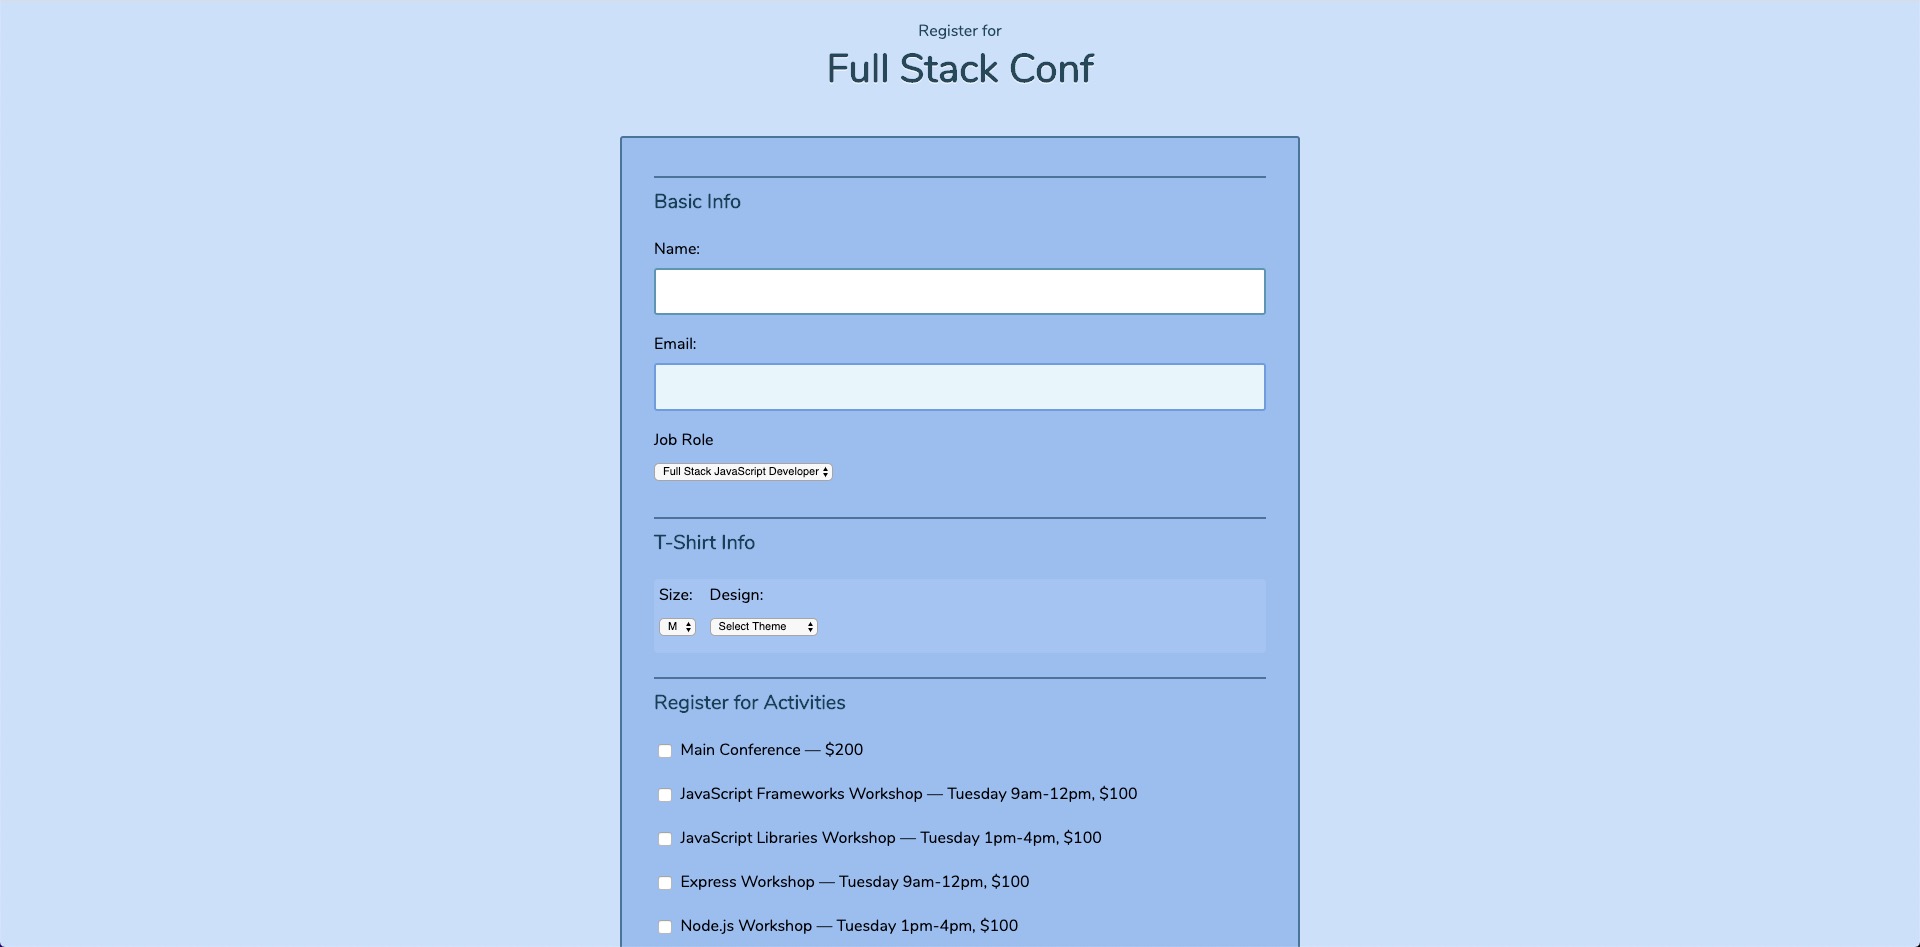 Register for
Full Stack Conf
Basic Info
Name:
Email:
Job Role
Full Stack JavaScript Developer
T-Shirt Info
Size: Design:
M Select Theme
Register for Activities
Main Conference — $200
JavaScript Frameworks Workshop — Tuesday 9am-12pm, $100
JavaScript Libraries Workshop — Tuesday 1pm-4pm, $100
Express Workshop — Tuesday 9am-12pm, $100
Node.js Workshop — Tuesday 1pm-4pm, $100